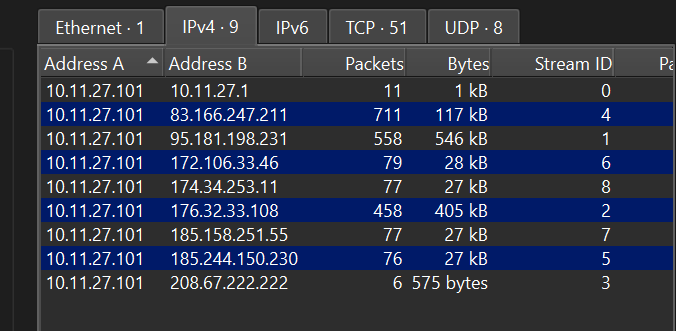 Ethernet · 1 IPv4 · 9 IPv6 TCP · 51 UDP · 8
Address A Address B Packets Bytes Stream ID Pa
10.11.27.101 10.11.27.1 11 1 kB 0
10.11.27.101 83.166.247.211 711 117 kB 4
10.11.27.101 95.181.198.231 558 546 kB 1
10.11.27.101 172.106.33.46 79 28 kB 6
10.11.27.101 174.34.253.11 77 27 kB 8
10.11.27.101 176.32.33.108 458 405 kB 2
10.11.27.101 185.158.251.55 77 27 kB 7
10.11.27.101 185.244.150.230 76 27 kB 5
10.11.27.101 208.67.222.222 6 575 bytes 3